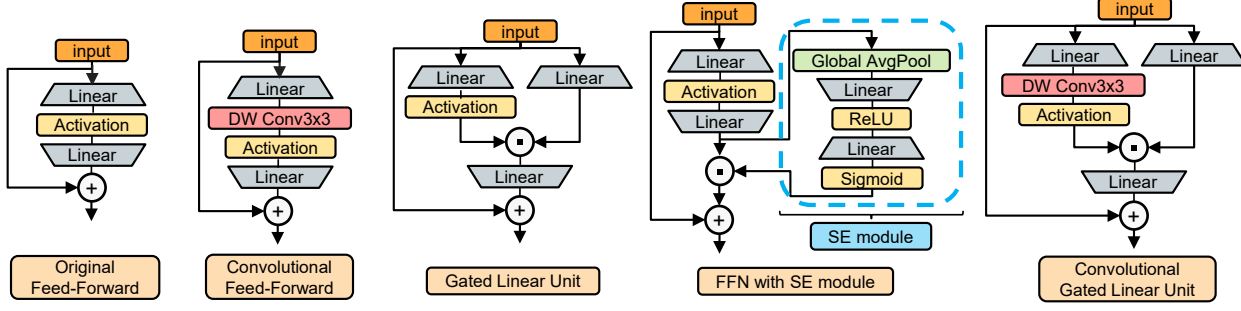 input
Linear
Activation
Linear
+
Original
Feed-Forward
input
Linear
DW Conv3x3
Activation
Linear
+
Convolutional
Feed-Forward
input
Linear
Linear
Activation
Linear
+
Gated Linear Unit
input
Linear
Activation
Linear
+
Global AvgPool
Linear
ReLU
Linear
Sigmoid
SE module
FFN with SE module
input
Linear
Linear
DW Conv3x3
Activation
Linear
+
Convolutional
Gated Linear Unit